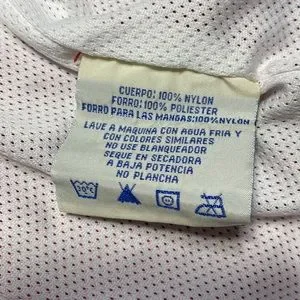 CUERPO: 100% NYLON
FORRO: 100% POLIESTER
FORRO PARA LAS MANGAS: 100% NYLON
LAVE A MAQUINA CON AGUA FRIA Y
CON COLORES SIMILARES
NO USE BLANQUEADOR
SEQUE EN SECADORA
A BAJA POTENCIA
NO PLANCHA